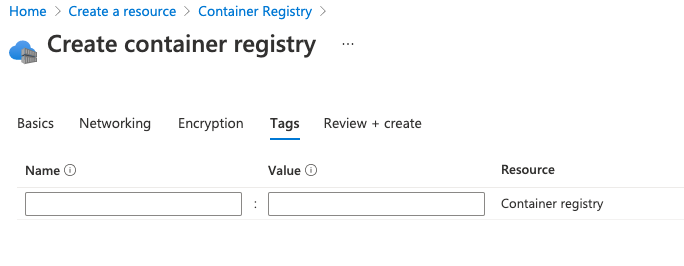 Home > Create a resource > Container Registry >
Create container registry ...
Basics Networking Encryption Tags Review + create
Name Value Resource
: Container registry